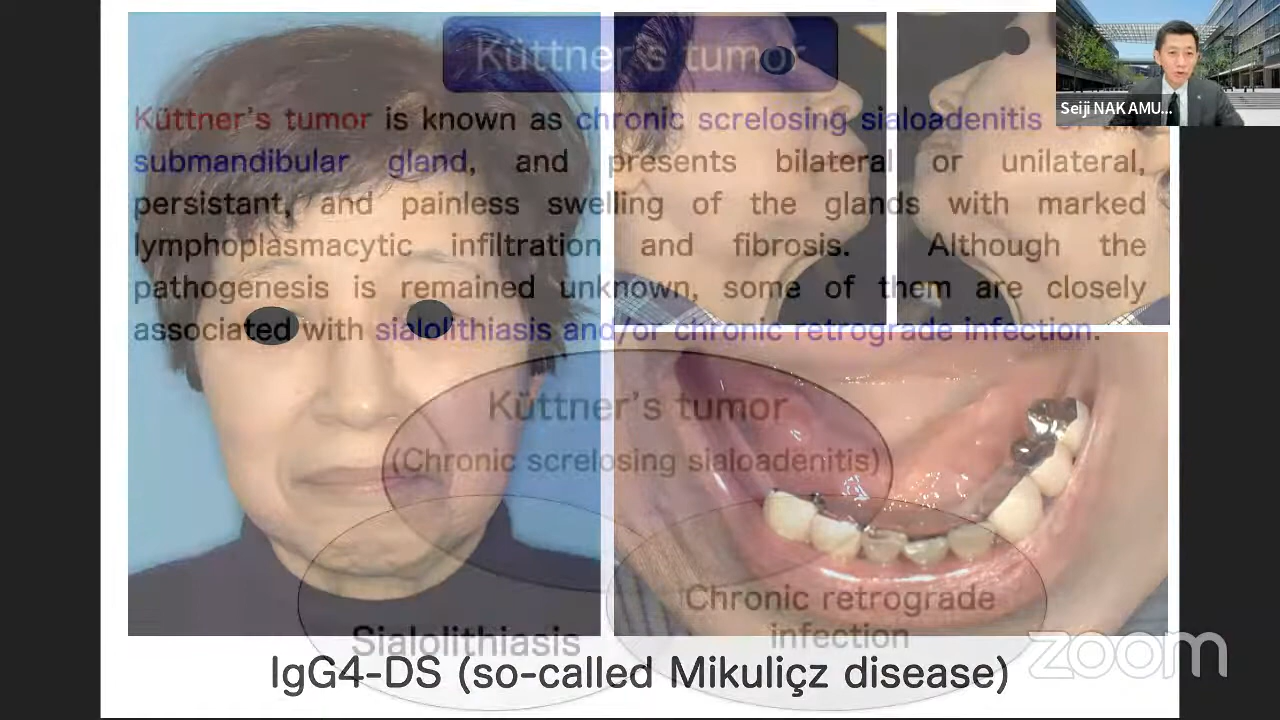 Küttner's tumor
Seiji NAKAMU...
Küttner's tumor is known as chronic screlosing sialoadenitis
submandibular gland, and presents bilateral or unilateral,
persistant, and painless swelling of the glands with marked
lymphoplasmacytic infiltration and fibrosis. Although the
pathogenesis is remained unknown, some of them are closely
associated with sialolithiasis and/or chronic retrograde infection.
Küttner's tumor
(Chronic screlosing sialoadenitis)
Chronic retrograde
infection
Sialolithiasis
IgG4-DS (so-called Mikuliçz disease)
zoom